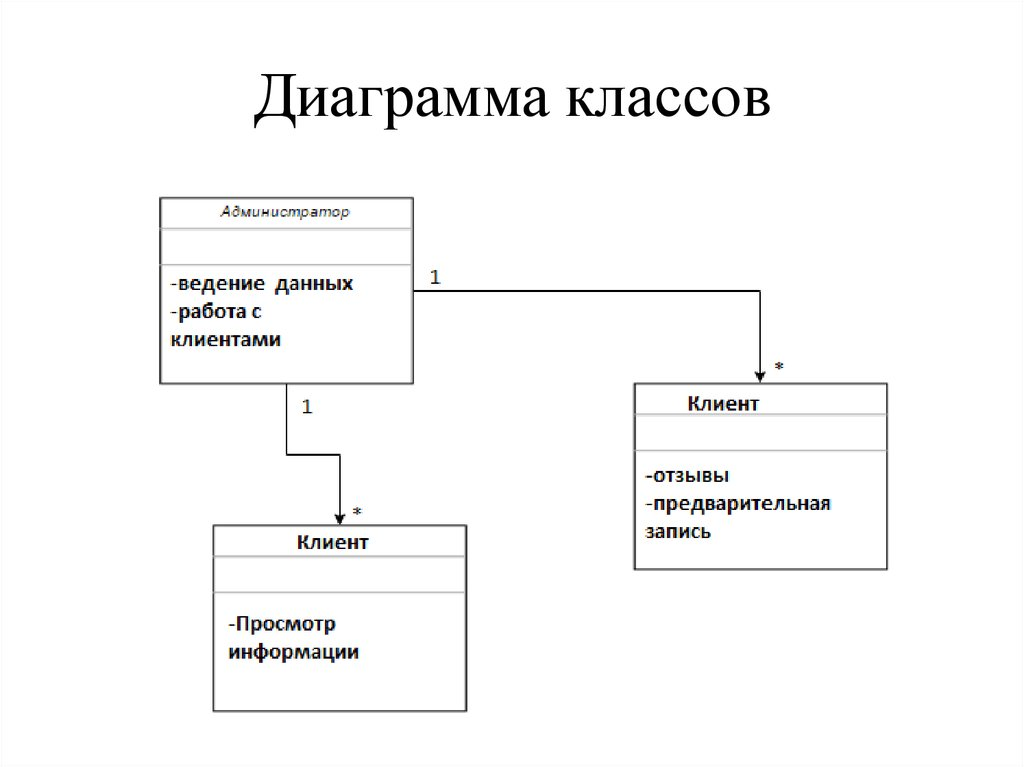 Диаграмма классов
Администратор
-ведение данных
-работа с
клиентами
1
*
Клиент
-отзывы
-предварительная
запись
1
*
Клиент
-Просмотр
информации